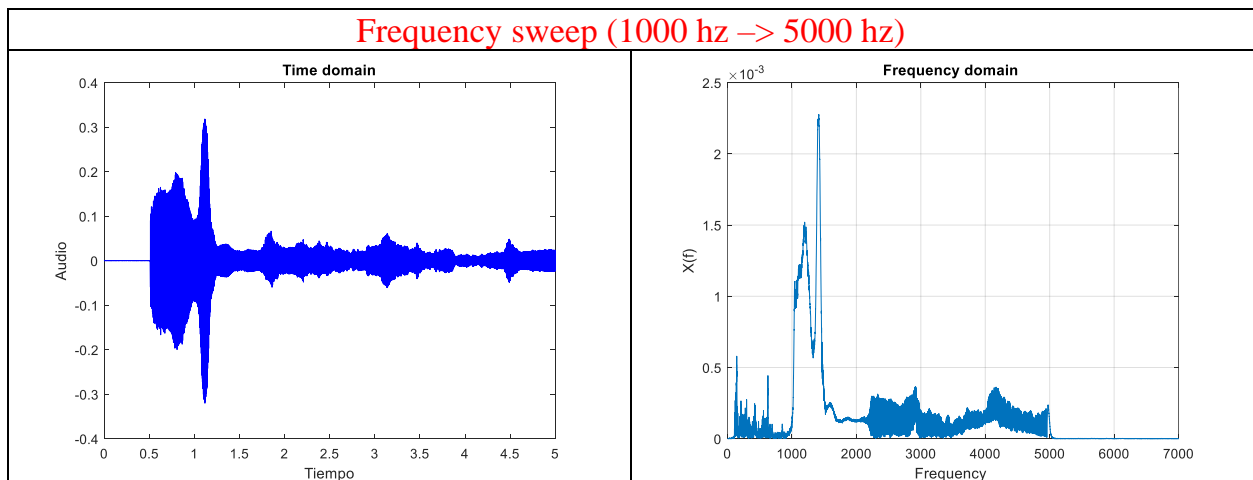 Frequency sweep (1000 hz –> 5000 hz)
Time domain
0.4
0.3
0.2
0.1
0
-0.1
-0.2
-0.3
-0.4
Audio
0 0.5 1 1.5 2 2.5 3 3.5 4 4.5 5
Tiempo
Frequency domain
×10⁻³
2.5
2
1.5
1
0.5
0
X(f)
0 1000 2000 3000 4000 5000 6000 7000
Frequency